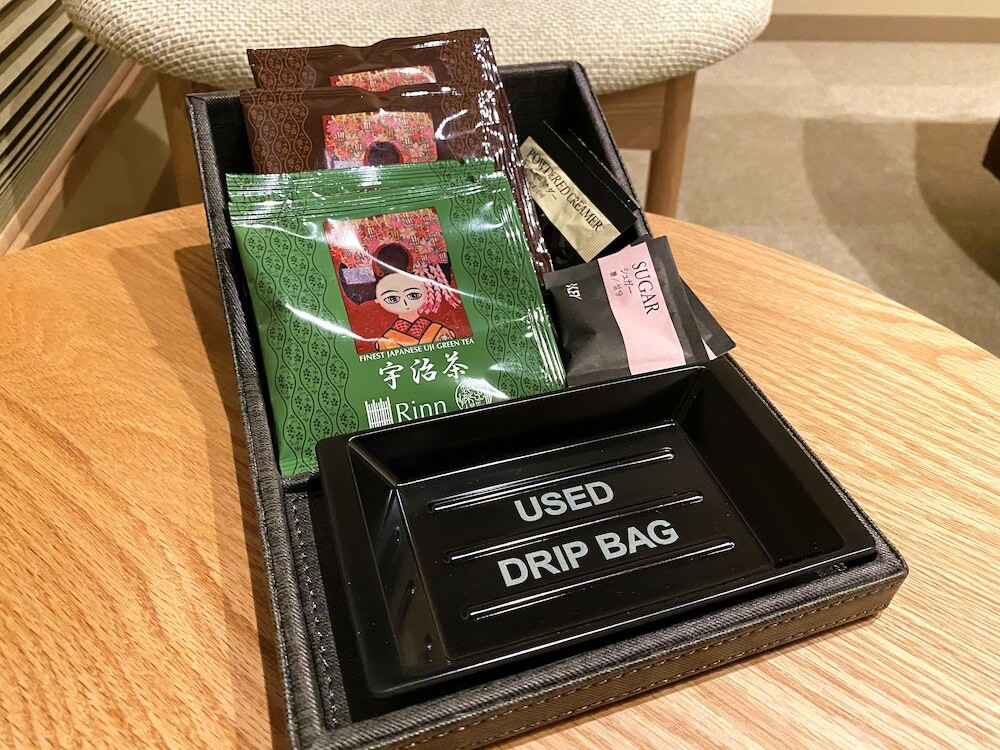 FINEST JAPANESE UJI GREEN TEA
宇治茶
Rinn
POWDERED CREAMER
SUGAR
シュガー
KEY
USED
DRIP BAG